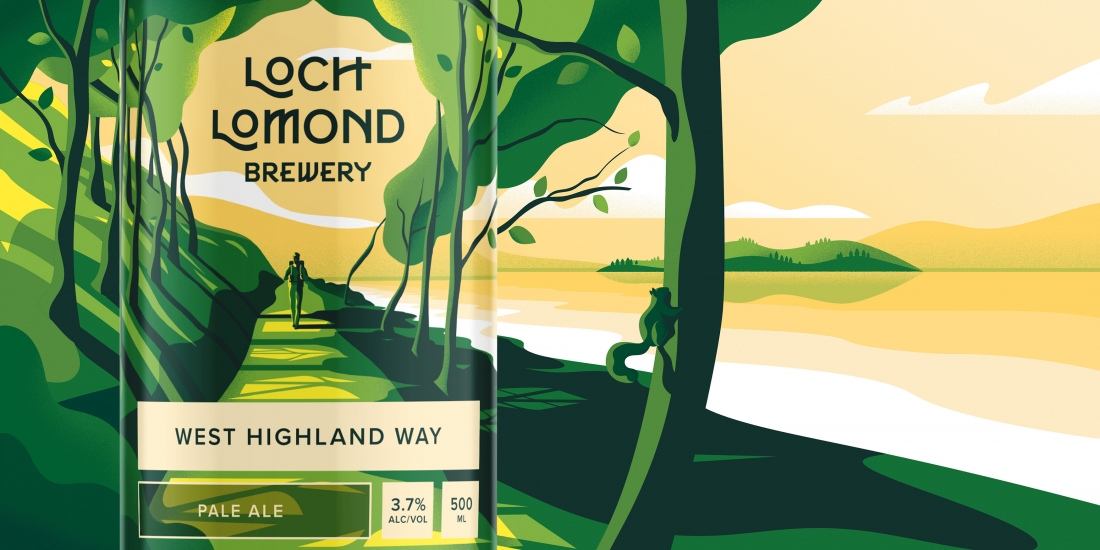 LOCH
LOMOND
BREWERY
WEST HIGHLAND WAY
PALE ALE
3.7%
ALC/VOL
500
ML